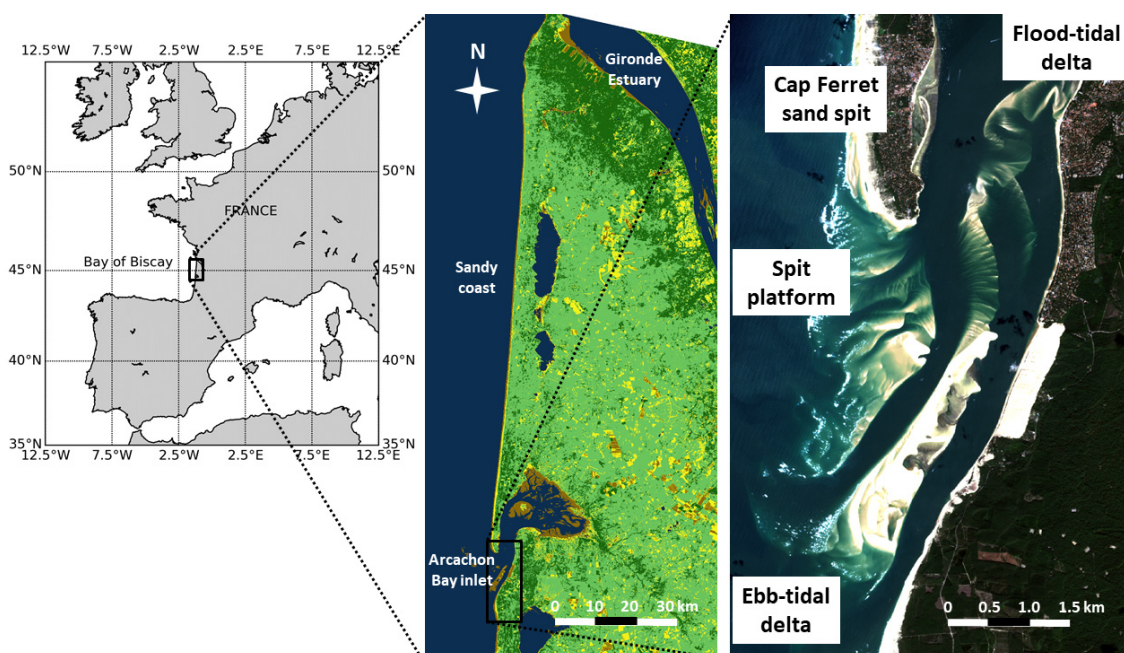 12.5°W 7.5°W 2.5°W 2.5°E 7.5°E 12.5°E
50°N 50°N
FRANCE
Bay of Biscay
45°N 45°N
40°N 40°N
35°N 35°N
12.5°W 7.5°W 2.5°W 2.5°E 7.5°E 12.5°E
N
Gironde
Estuary
Sandy
coast
Arcachon
Bay inlet
0 10 20 30 km
Flood-tidal
delta
Cap Ferret
sand spit
Spit
platform
Ebb-tidal
delta
0 0.5 1.0 1.5 km